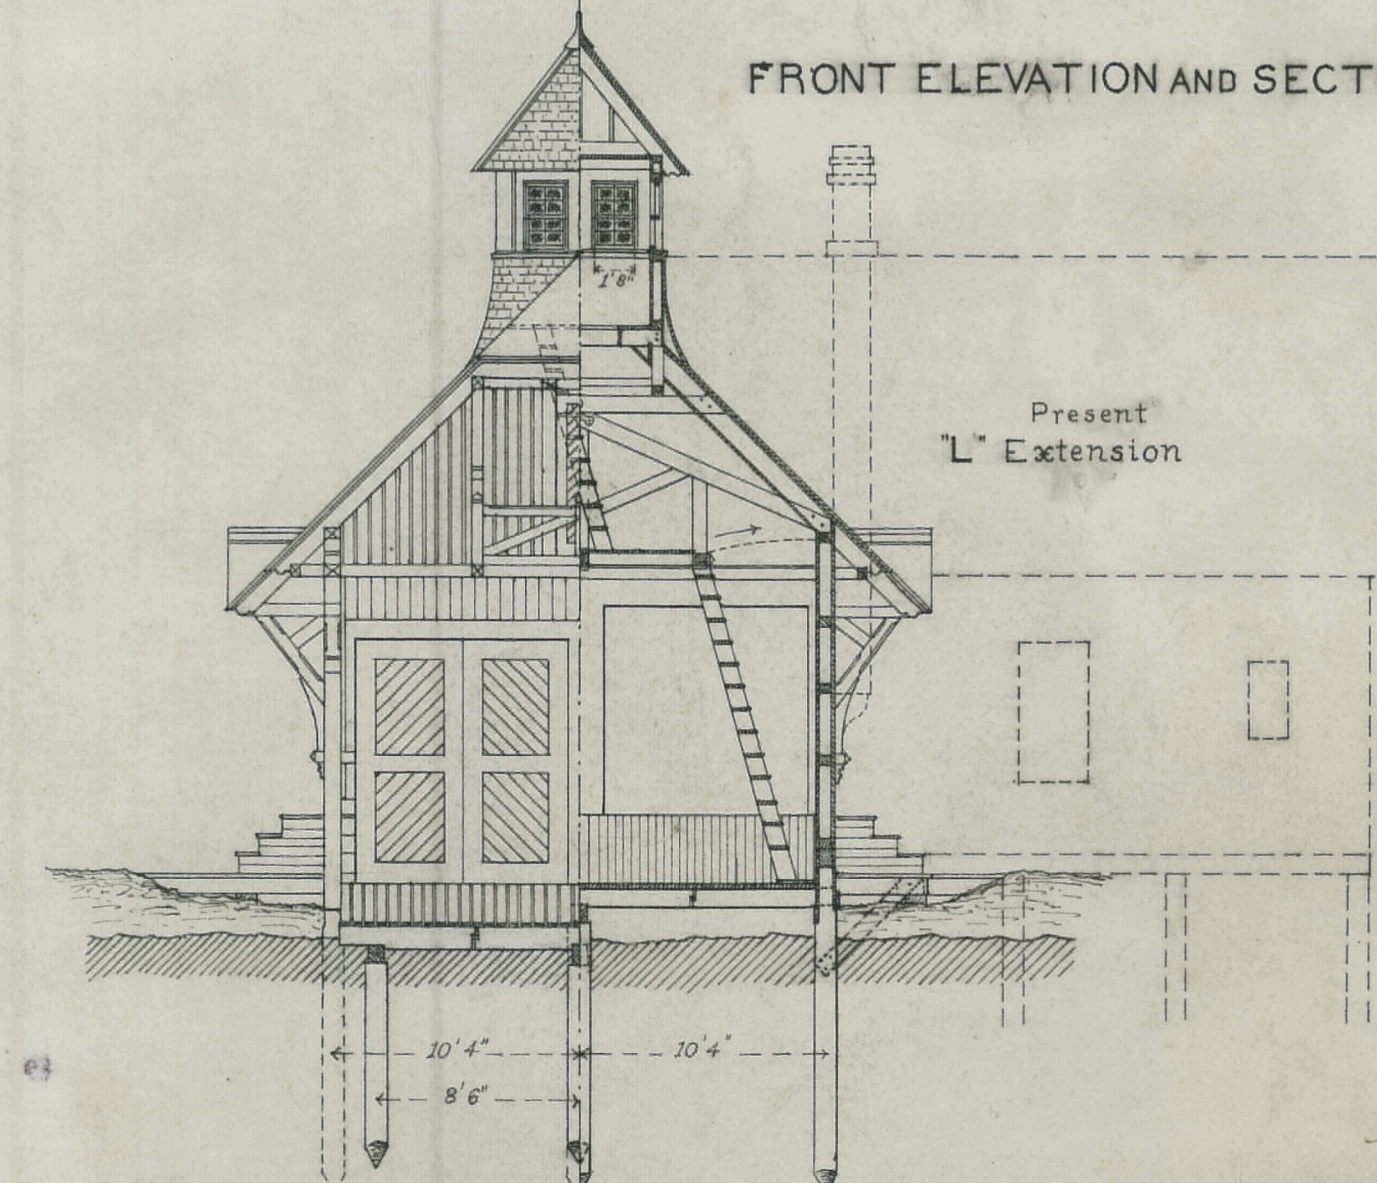 FRONT ELEVATION AND SECT
1' 8"
Present
"L" Extension
10' 4"
10' 4"
8' 6"